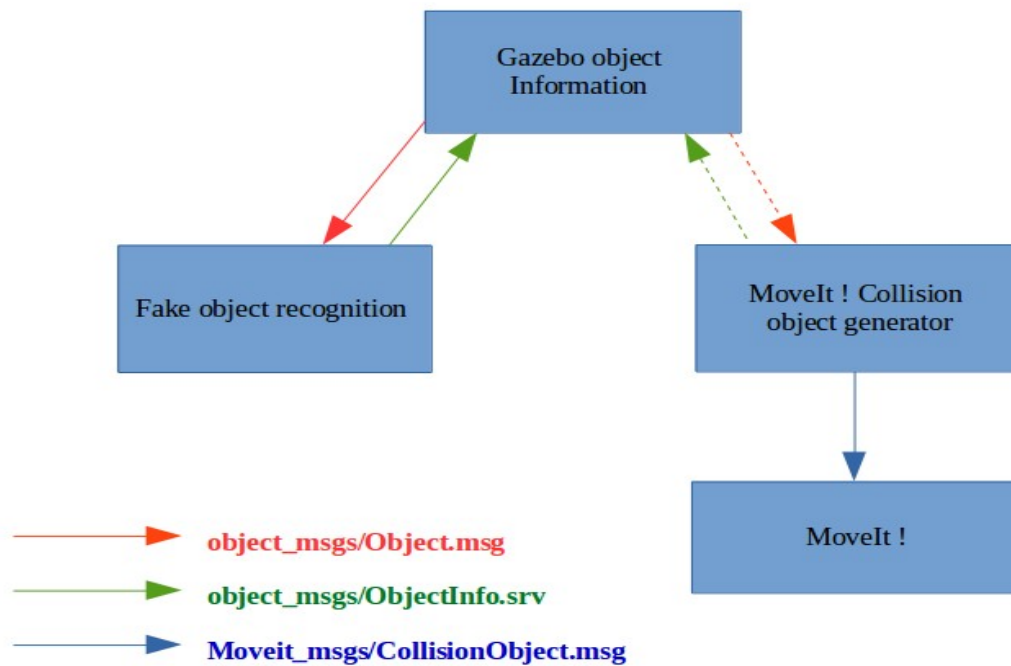 Gazebo object
Information
Fake object recognition
MoveIt ! Collision
object generator
MoveIt !
object_msgs/Object.msg
object_msgs/ObjectInfo.srv
Moveit_msgs/CollisionObject.msg